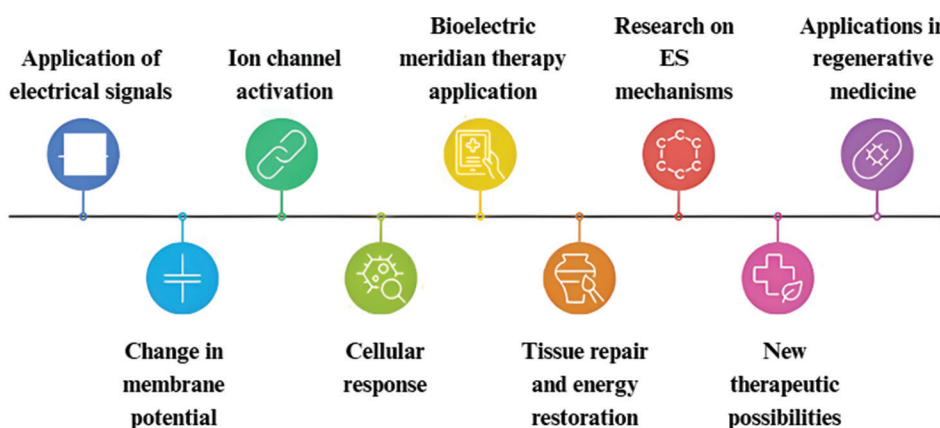 Application of
electrical signals
Ion channel
activation
Bioelectric
meridian therapy
application
Research on
ES
mechanisms
Applications in
regenerative
medicine
Change in
membrane
potential
Cellular
response
Tissue repair
and energy
restoration
New
therapeutic
possibilities